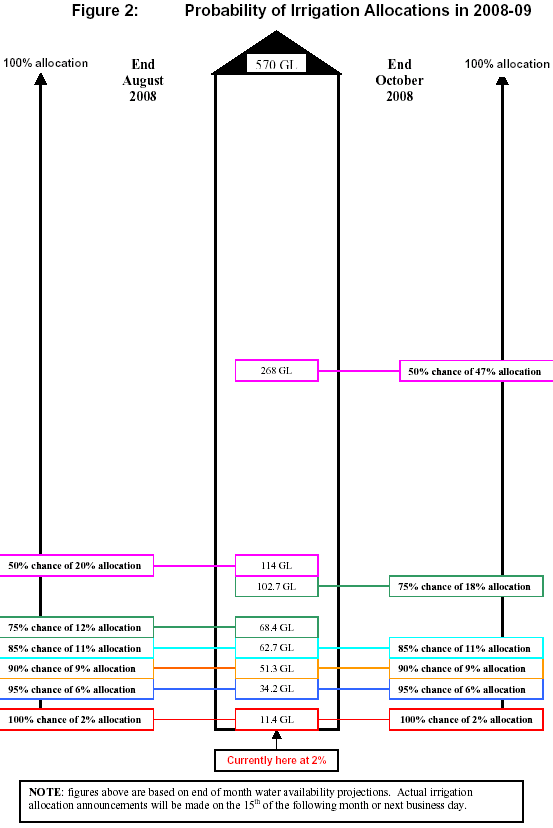 Figure 2: Probability of Irrigation Allocations in 2008-09
100% allocation
End
August
2008
570 GL
End
October
2008
100% allocation
268 GL
50% chance of 47% allocation
50% chance of 20% allocation
114 GL
102.7 GL
75% chance of 18% allocation
75% chance of 12% allocation
68.4 GL
85% chance of 11% allocation
62.7 GL
85% chance of 11% allocation
90% chance of 9% allocation
51.3 GL
90% chance of 9% allocation
95% chance of 6% allocation
34.2 GL
95% chance of 6% allocation
100% chance of 2% allocation
11.4 GL
100% chance of 2% allocation
Currently here at 2%
NOTE: figures above are based on end of month water availability projections. Actual irrigation
allocation announcements will be made on the 15th of the following month or next business day.